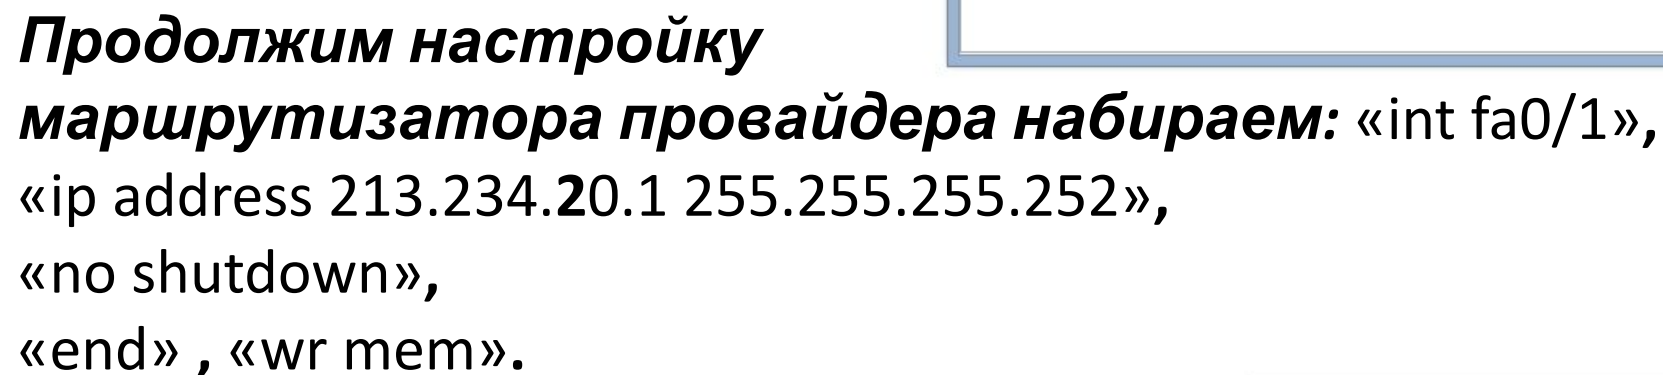 Продолжим настройку
маршрутизатора провайдера набираем: «int fa0/1»,
«ip address 213.234.20.1 255.255.255.252»,
«no shutdown»,
«end» , «wr mem».